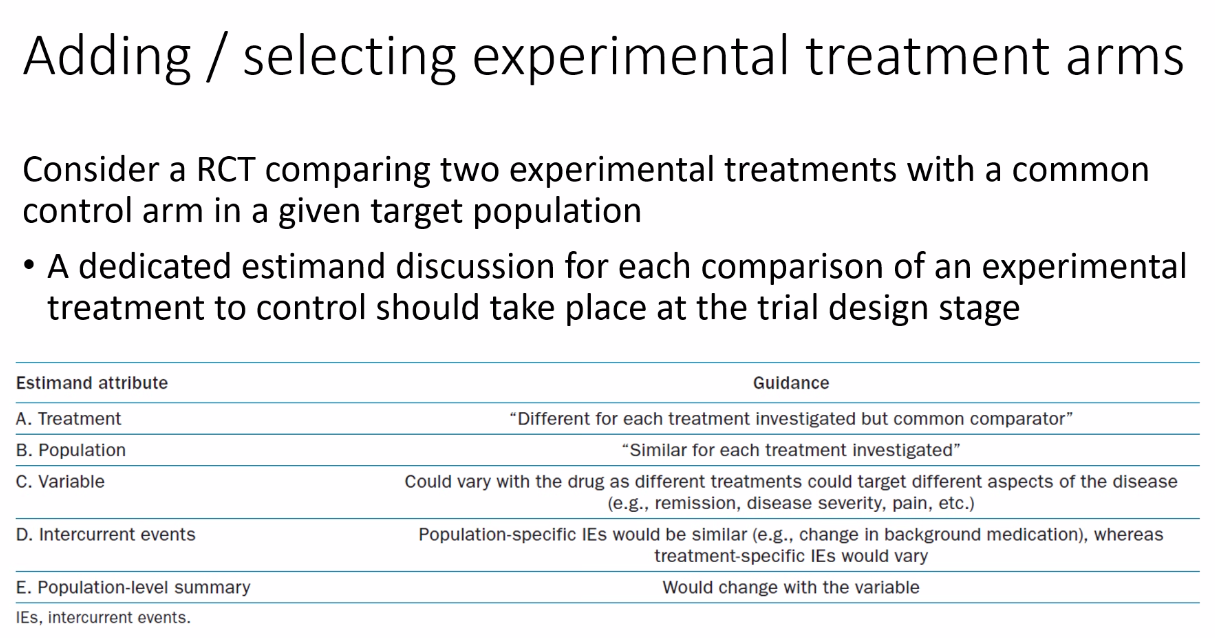 Adding / selecting experimental treatment arms
Consider a RCT comparing two experimental treatments with a common
control arm in a given target population
• A dedicated estimand discussion for each comparison of an experimental
treatment to control should take place at the trial design stage
Estimand attribute Guidance
A. Treatment “Different for each treatment investigated but common comparator”
B. Population “Similar for each treatment investigated”
C. Variable Could vary with the drug as different treatments could target different aspects of the disease
(e.g., remission, disease severity, pain, etc.)
D. Intercurrent events Population-specific IEs would be similar (e.g., change in background medication), whereas
treatment-specific IEs would vary
E. Population-level summary Would change with the variable
IEs, intercurrent events.